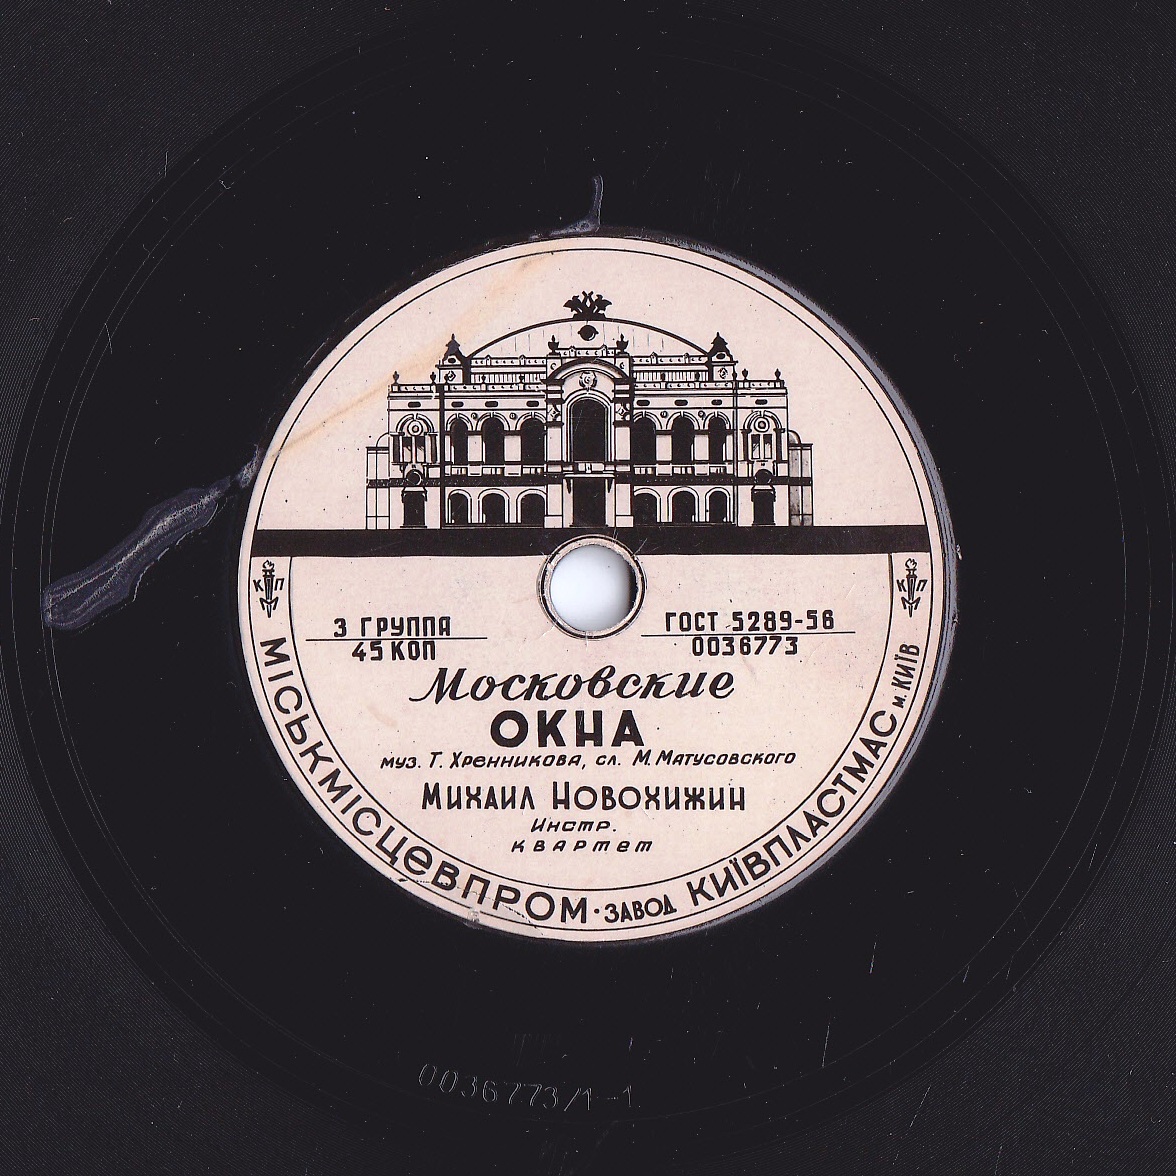 КП
КП
3 ГРУППА
45 КОП
ГОСТ 5289-56
0036773
Московские
ОКНА
муз. Т. Хренникова, сл. М. Матусовского
Михаил Новохижин
Инстр.
квартет
МІСЬКМІСЦЕВПРОМ · ЗАВОД КИЇВПЛАСТМАС м. КИЇВ
0036773/1-1